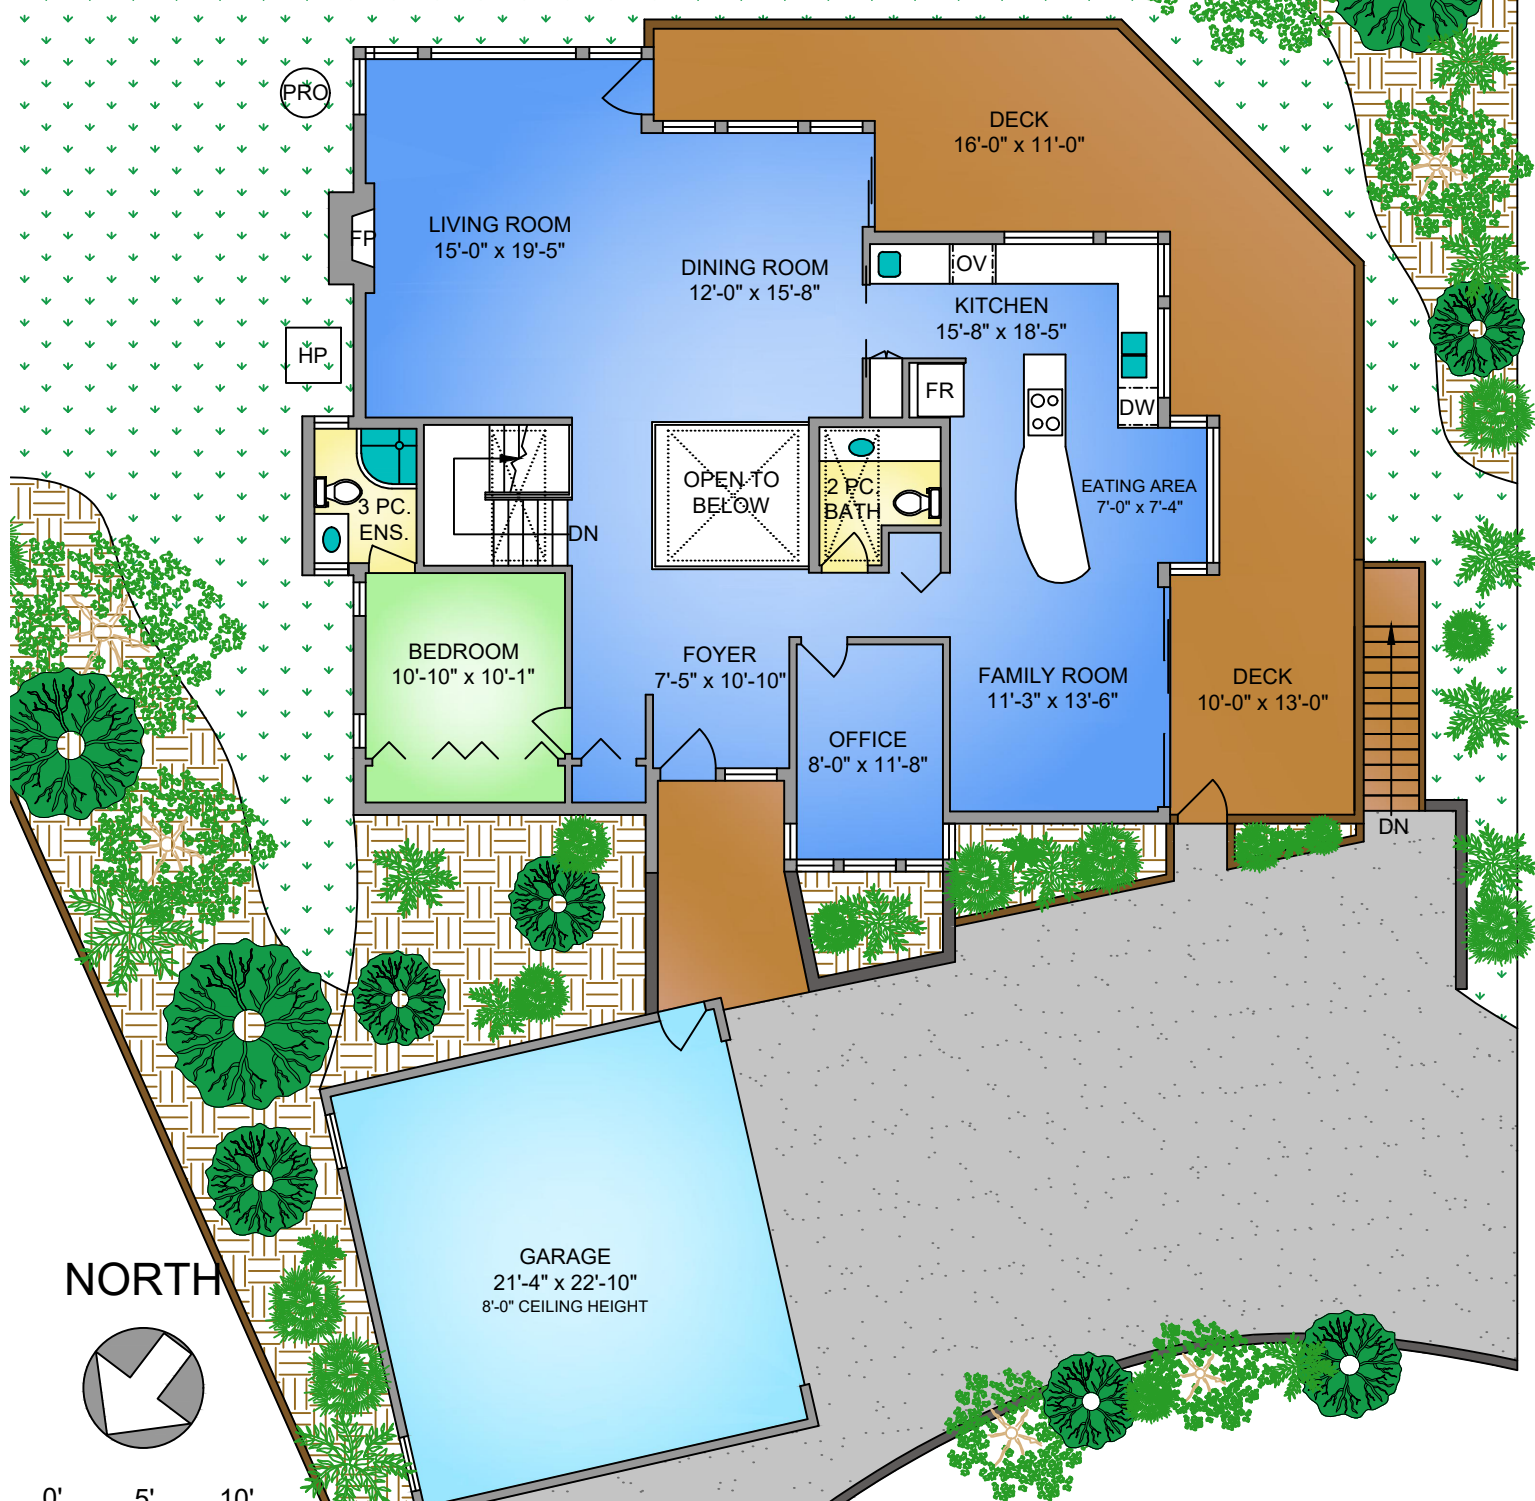 PRO
DECK
16'-0" x 11'-0"
LIVING ROOM
15'-0" x 19'-5"
FP
DINING ROOM
12'-0" x 15'-8"
OV
KITCHEN
15'-8" x 18'-5"
HP
FR
DW
OPEN TO
BELOW
2 PC.
BATH
EATING AREA
7'-0" x 7'-4"
3 PC.
ENS.
DN
BEDROOM
10'-10" x 10'-1"
FOYER
7'-5" x 10'-10"
FAMILY ROOM
11'-3" x 13'-6"
DECK
10'-0" x 13'-0"
OFFICE
8'-0" x 11'-8"
DN
GARAGE
21'-4" x 22'-10"
8'-0" CEILING HEIGHT
NORTH
0' 5' 10'